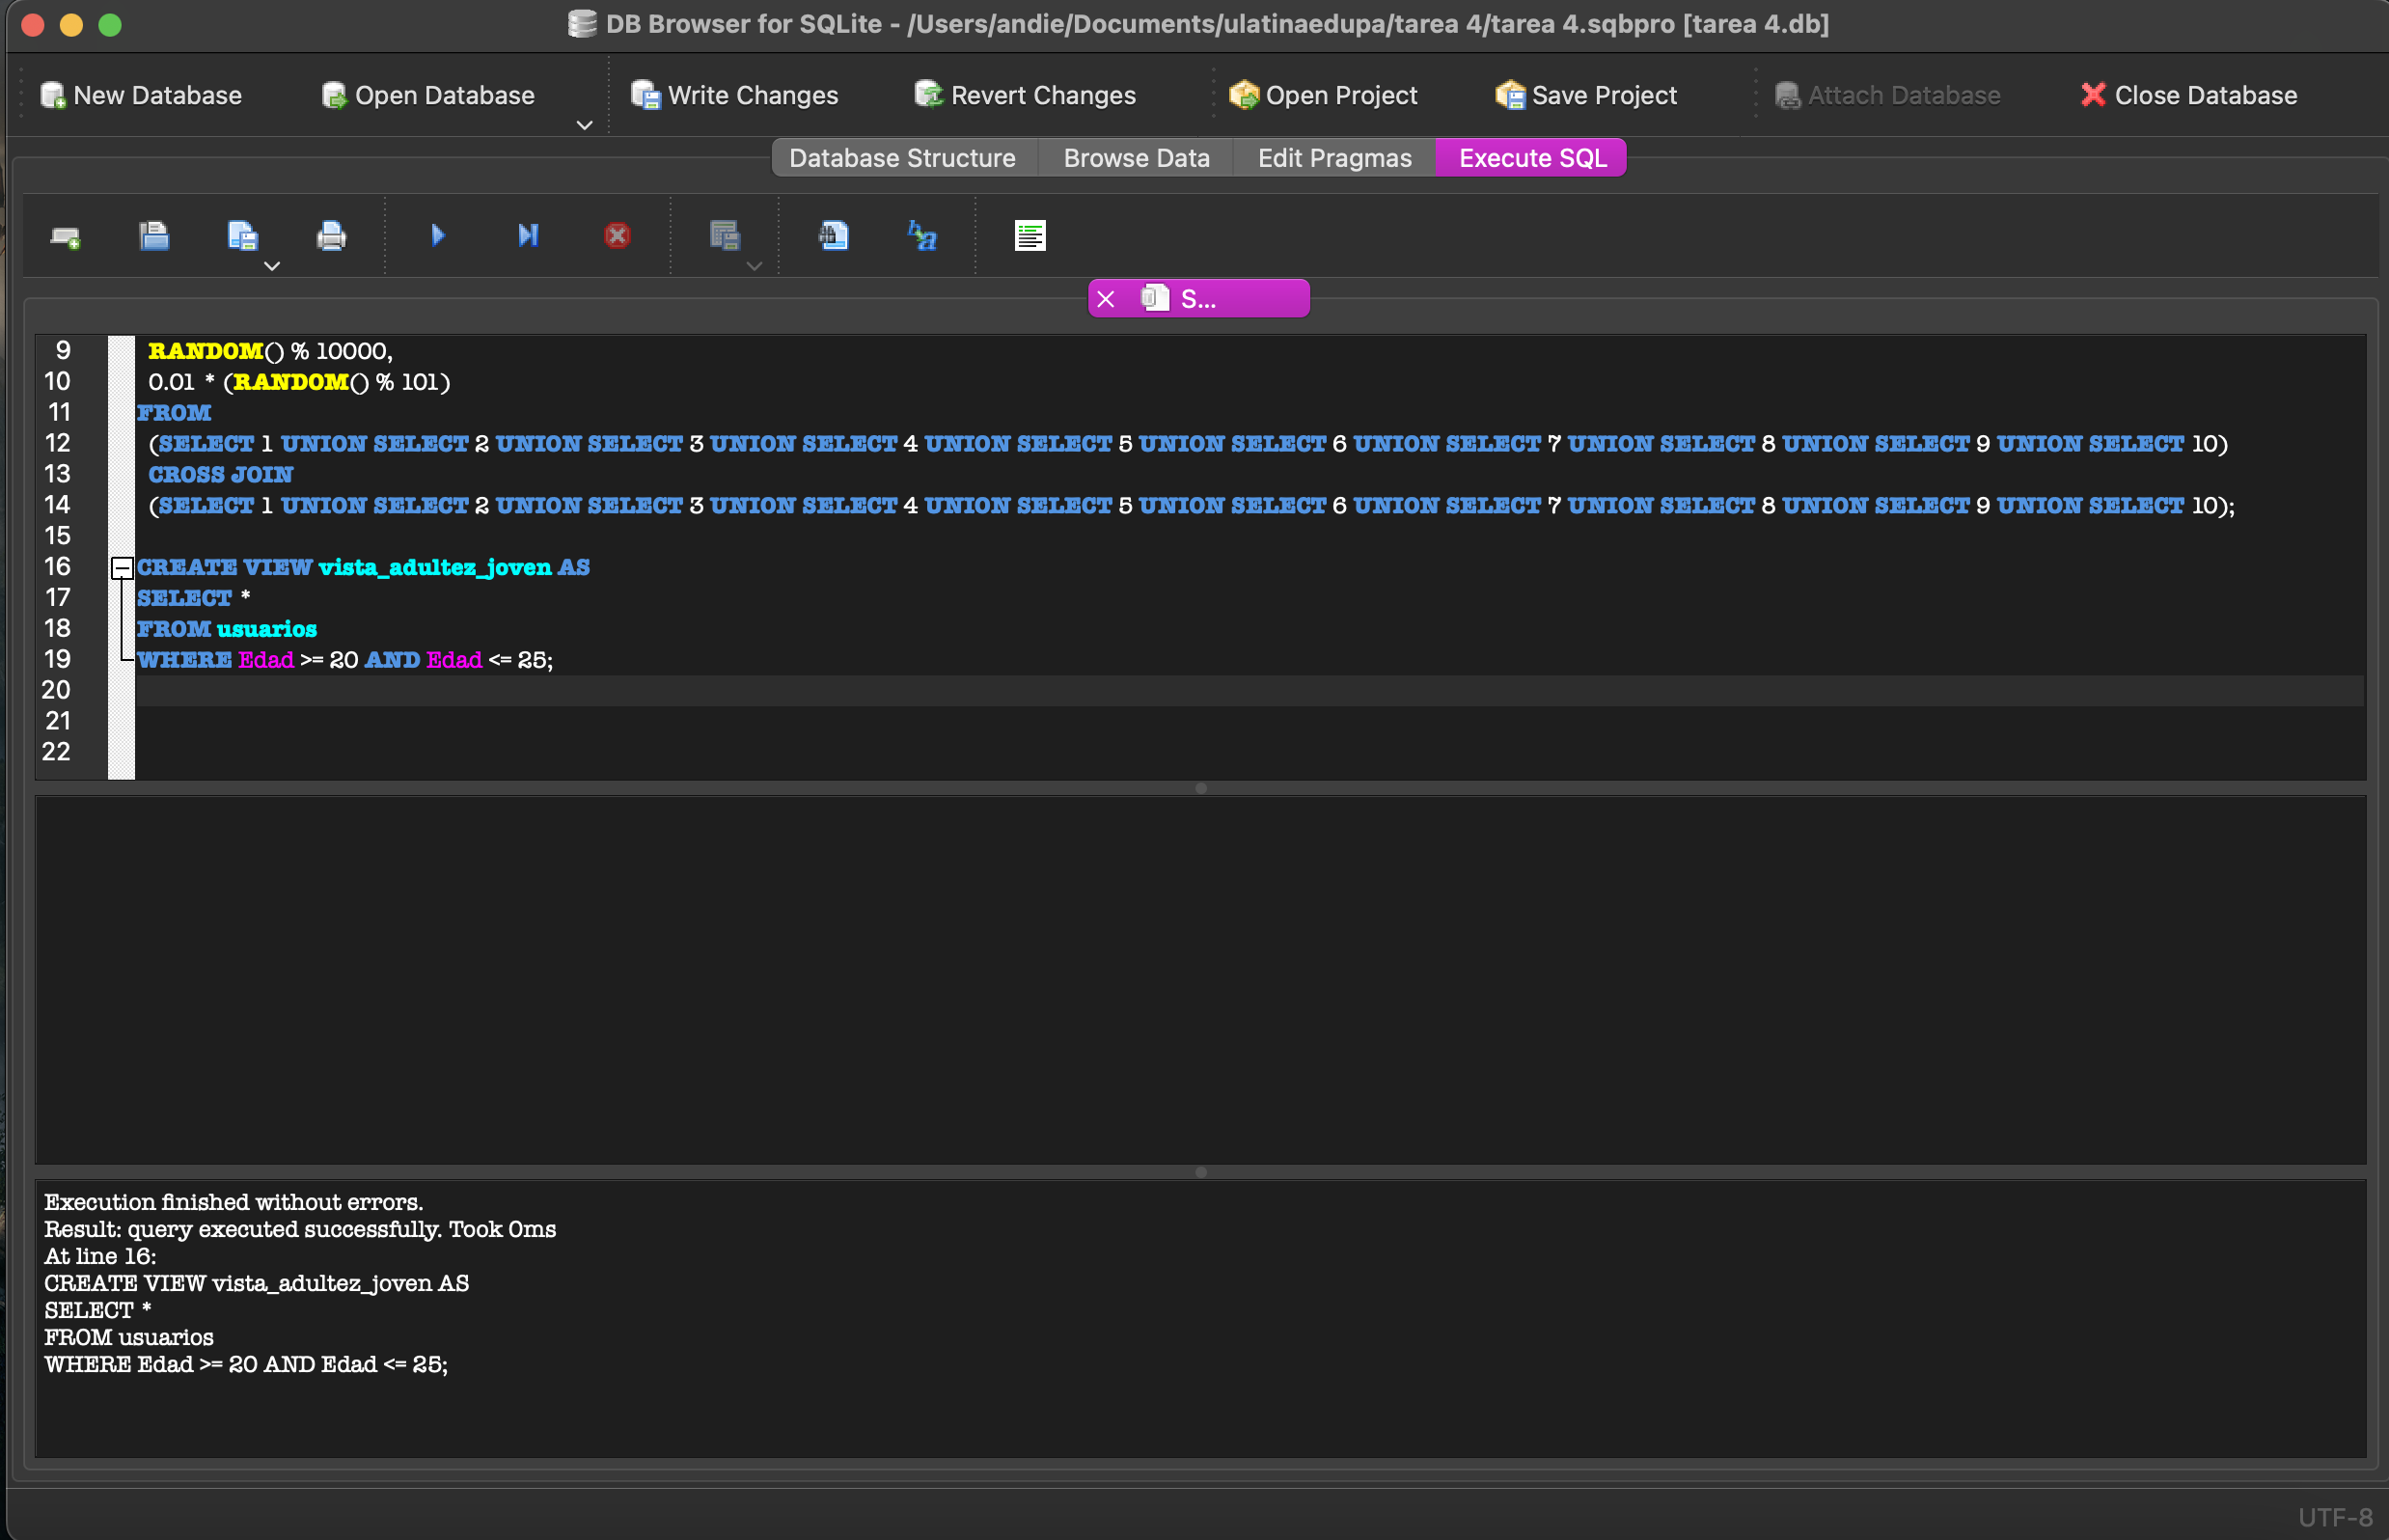 DB Browser for SQLite - /Users/andie/Documents/ulatinaedupa/tarea 4/tarea 4.sqbpro [tarea 4.db]
New Database Open Database Write Changes Revert Changes Open Project Save Project Attach Database Close Database
Database Structure Browse Data Edit Pragmas Execute SQL
S...
9 RANDOM() % 10000,
10 0.01 * (RANDOM() % 101)
11 FROM
12 (SELECT 1 UNION SELECT 2 UNION SELECT 3 UNION SELECT 4 UNION SELECT 5 UNION SELECT 6 UNION SELECT 7 UNION SELECT 8 UNION SELECT 9 UNION SELECT 10)
13 CROSS JOIN
14 (SELECT 1 UNION SELECT 2 UNION SELECT 3 UNION SELECT 4 UNION SELECT 5 UNION SELECT 6 UNION SELECT 7 UNION SELECT 8 UNION SELECT 9 UNION SELECT 10);
15
16 CREATE VIEW vista_adultez_joven AS
17 SELECT *
18 FROM usuarios
19 WHERE Edad >= 20 AND Edad <= 25;
20
21
22
Execution finished without errors.
Result: query executed successfully. Took 0ms
At line 16:
CREATE VIEW vista_adultez_joven AS
SELECT *
FROM usuarios
WHERE Edad >= 20 AND Edad <= 25;
UTF-8